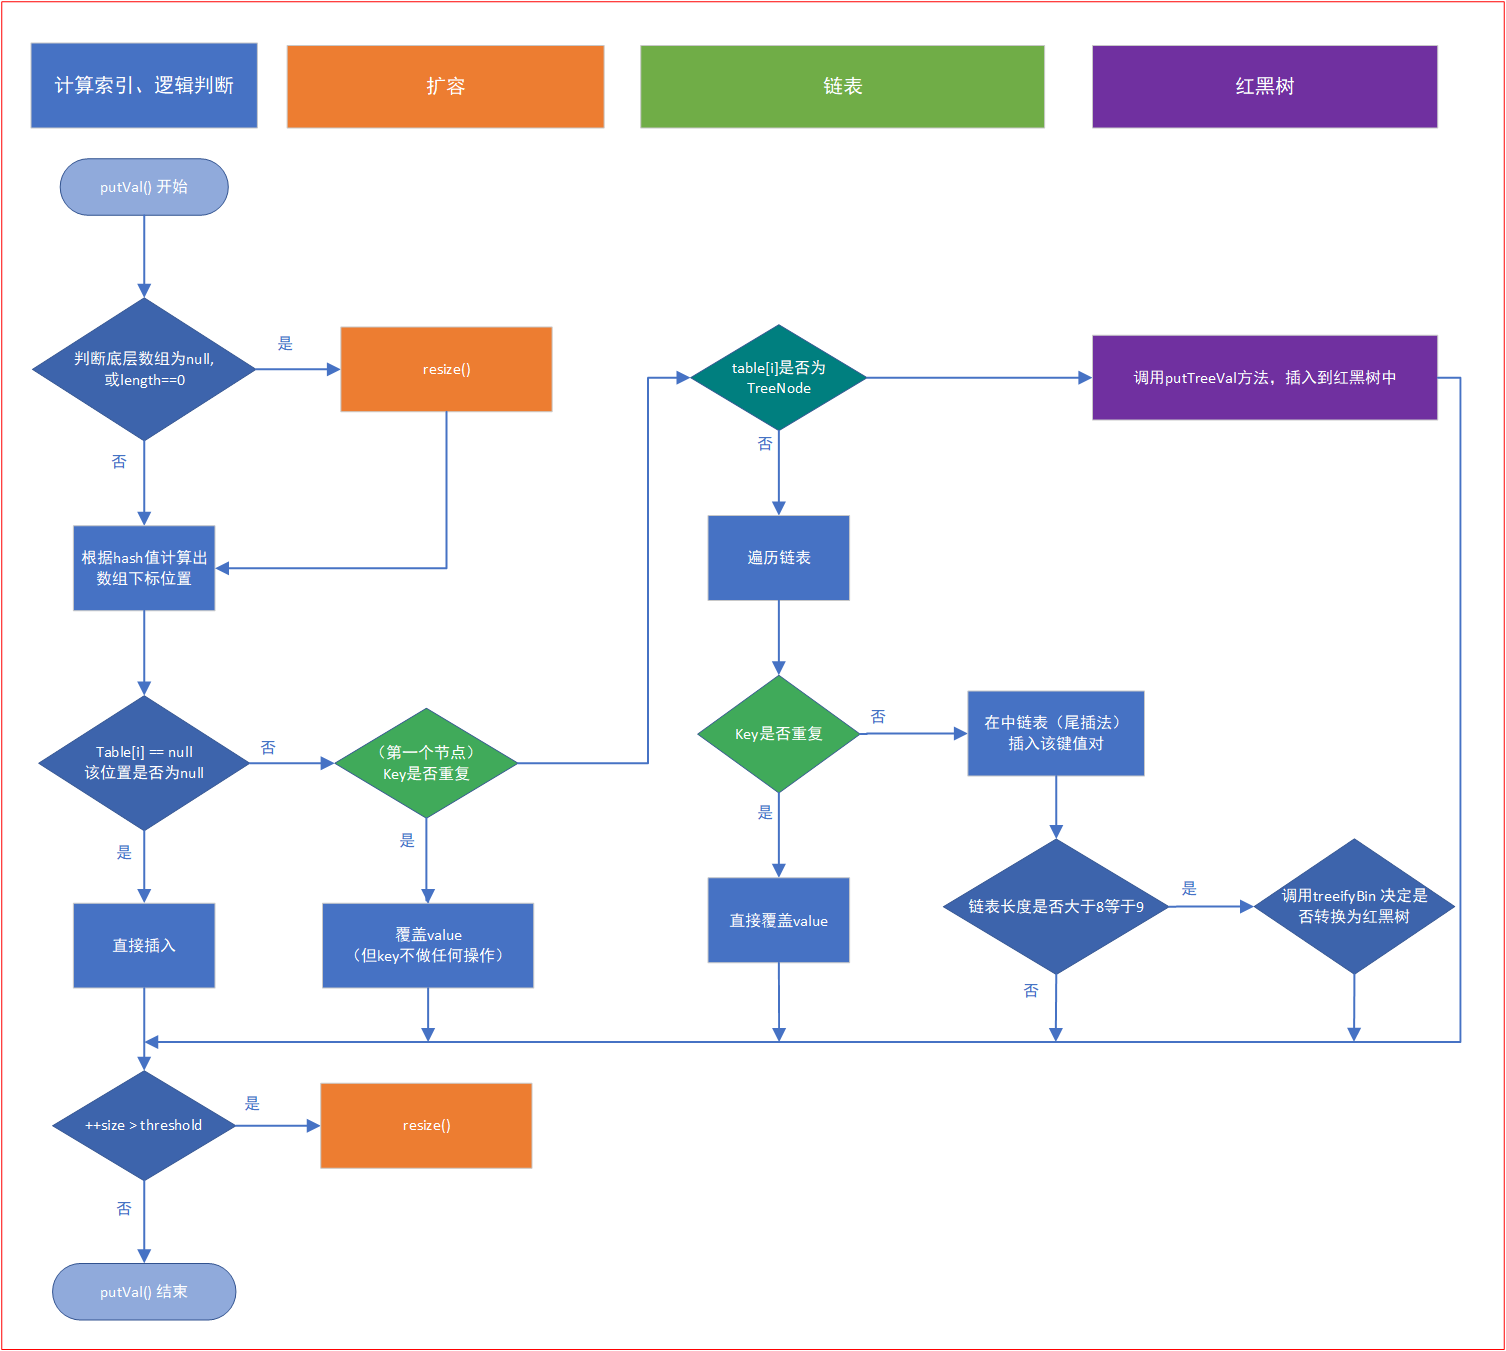 计算索引、逻辑判断
扩容
链表
红黑树
putVal() 开始
判断底层数组为null,
或length==0
是
resize()
否
根据hash值计算出
数组下标位置
Table[i] == null
该位置是否为null
否
（第一个节点）
Key是否重复
是
直接插入
是
覆盖value
（但key不做任何操作）
table[i]是否为
TreeNode
调用putTreeVal方法，插入到红黑树中
否
遍历链表
Key是否重复
否
在中链表（尾插法）
插入该键值对
是
直接覆盖value
链表长度是否大于8等于9
是
调用treeifyBin 决定是
否转换为红黑树
否
++size > threshold
是
resize()
否
putVal() 结束